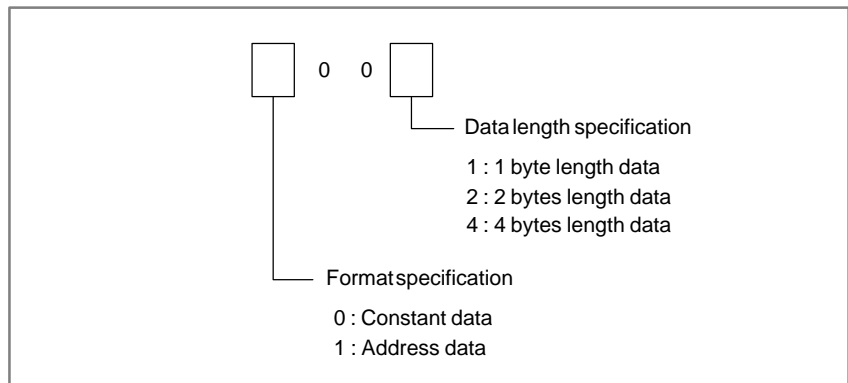 0 0
Data length specification
1 : 1 byte length data
2 : 2 bytes length data
4 : 4 bytes length data
Format specification
0 : Constant data
1 : Address data